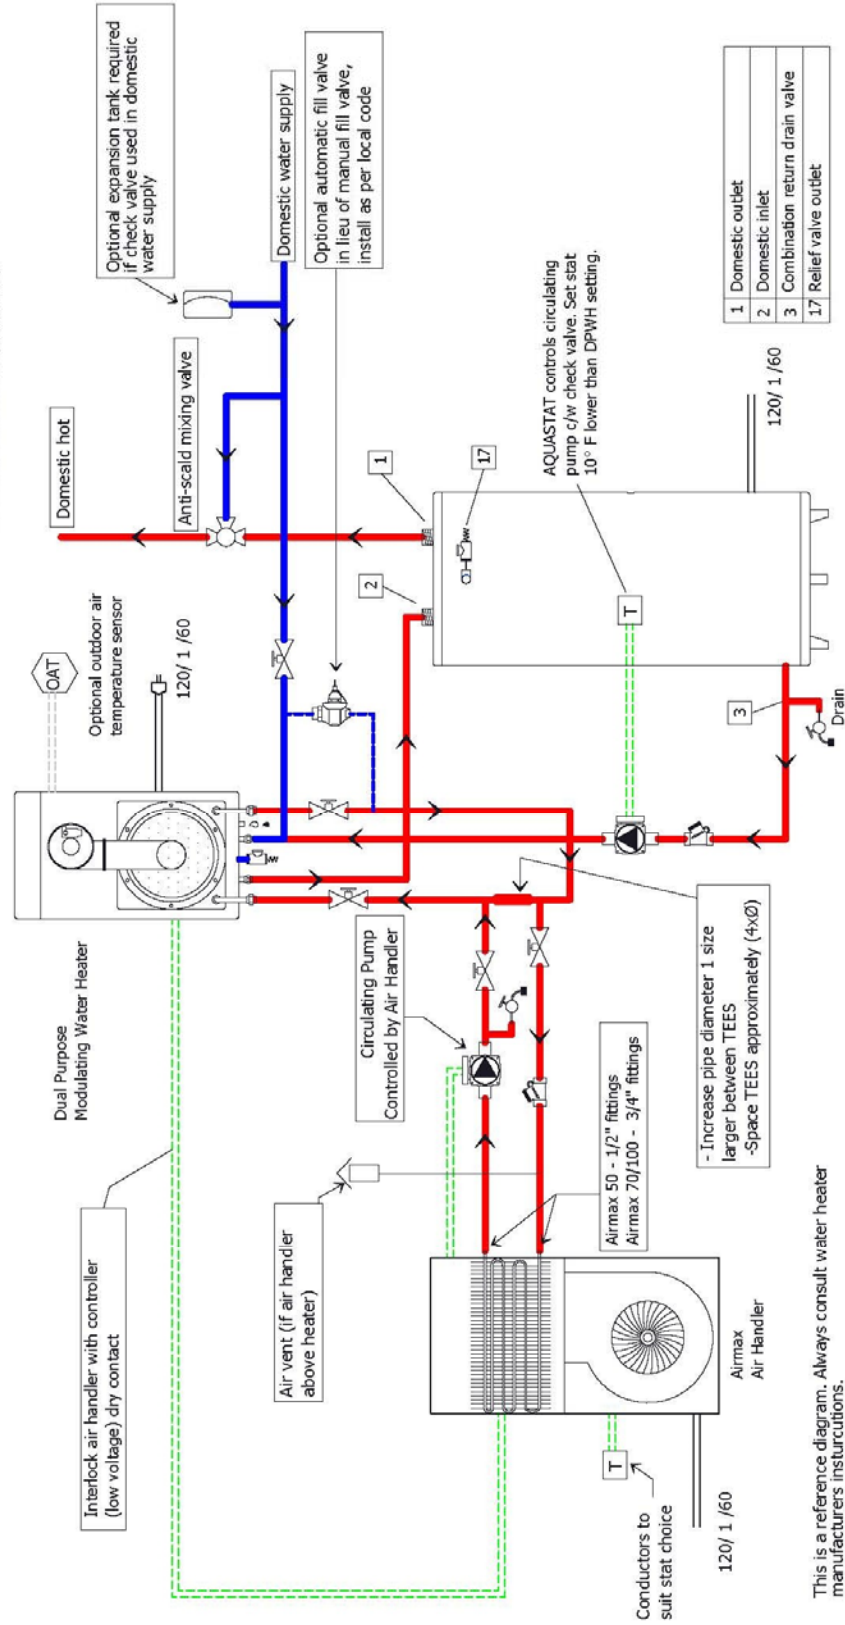 Optional expansion tank required
if check valve used in domestic
water supply
Domestic water supply
Optional automatic fill valve
in lieu of manual fill valve,
install as per local code
Domestic hot
Anti-scald mixing valve
OAT
Optional outdoor air
temperature sensor
120/ 1 /60
Dual Purpose
Modulating Water Heater
Interlock air handler with controller
(low voltage) dry contact
Circulating Pump
Controlled by Air Handler
Air vent (if air handler
above heater)
Airmax 50 - 1/2" fittings
Airmax 70/100 - 3/4" fittings
- Increase pipe diameter 1 size
larger between TEES
-Space TEES approximately (4xØ)
AQUASTAT controls circulating
pump c/w check valve. Set stat
10° F lower than DPWH setting.
1
2
17
T
3
Drain
120/ 1 /60
1 Domestic outlet
2 Domestic inlet
3 Combination return drain valve
17 Relief valve outlet
T
Conductors to
suit stat choice
120/ 1 /60
Airmax
Air Handler
This is a reference diagram. Always consult water heater
manufacturers insturcutions.